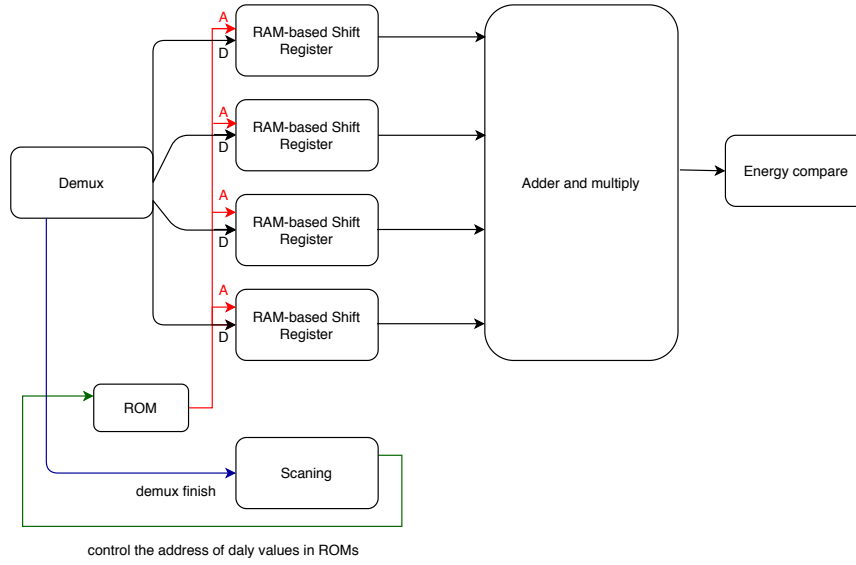 A
RAM-based Shift
Register
D
A
RAM-based Shift
Register
D
Demux
Adder and multiply
Energy compare
A
RAM-based Shift
Register
D
A
RAM-based Shift
Register
D
ROM
Scaning
demux finish
control the address of daly values in ROMs